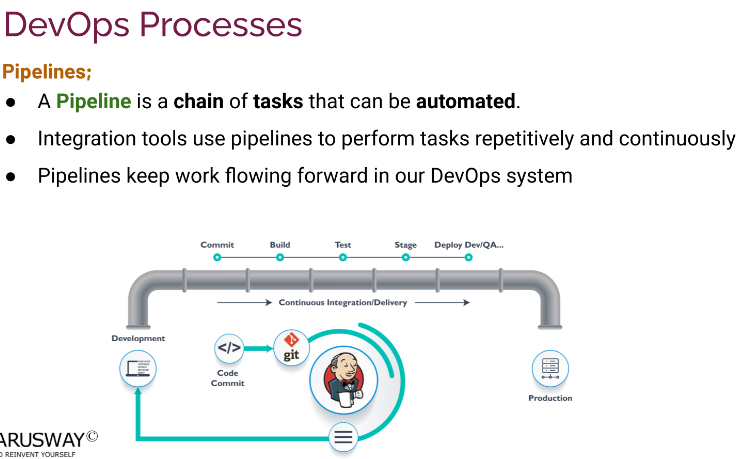 DevOps Processes
Pipelines;
● A Pipeline is a chain of tasks that can be automated.
● Integration tools use pipelines to perform tasks repetitively and continuously
● Pipelines keep work flowing forward in our DevOps system
Commit Build Test Stage Deploy Dev/QA...
Continuous Integration/Delivery
Development
</>
git
Code
Commit
Production
ARUSWAY©
REINVENT YOURSELF